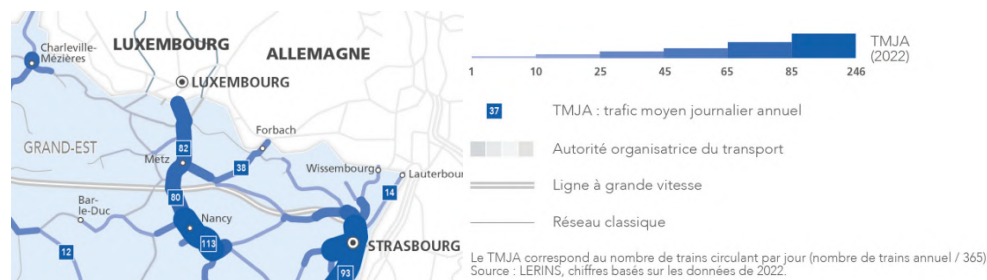 Charleville-
Mézières
LUXEMBOURG
ALLEMAGNE
LUXEMBOURG
GRAND-EST
Forbach
82
Metz
38
Wissembourg
Lauterbour
14
80
Bar-
le-Duc
Nancy
113
12
STRASBOURG
93
TMJA
(2022)
1 10 25 45 65 85 246
37 TMJA : trafic moyen journalier annuel
Autorité organisatrice du transport
Ligne à grande vitesse
Réseau classique
Le TMJA correspond au nombre de trains circulant par jour (nombre de trains annuel / 365)
Source : LERINS, chiffres basés sur les données de 2022.